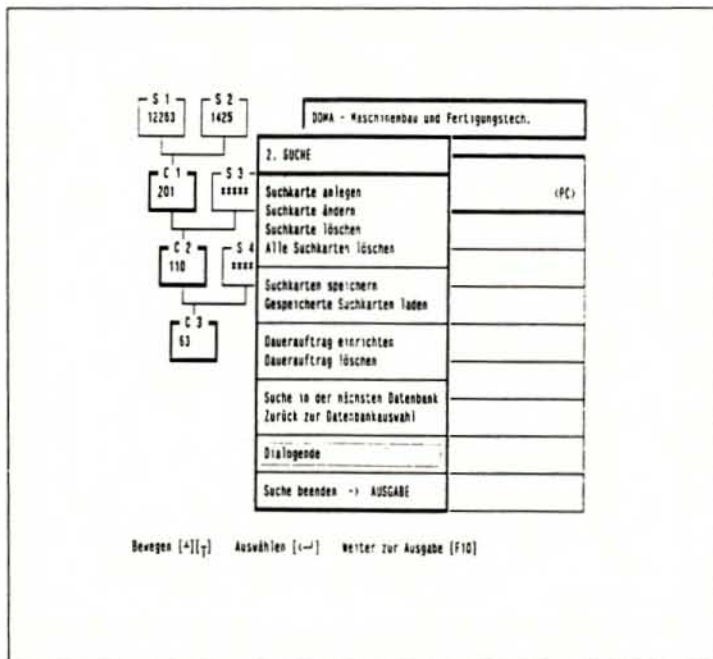 S 1
12263
S 2
1425
DOMA - Maschinenbau und Fertigungstech.
2. SUCHE
C 1
201
S 3
*****
(PC)
Suchkarte anlegen
Suchkarte ändern
Suchkarte löschen
Alle Suchkarten löschen
C 2
110
S 4
****
Suchkarten speichern
Gespeicherte Suchkarten laden
C 3
63
Dauerauftrag einrichten
Dauerauftrag löschen
Suche in der nächsten Datenbank
Zurück zur Datenbankauswahl
Dialogende
Suche beenden -> AUSGABE
Bewegen [┴][┬] Auswählen [<─┘] Weiter zur Ausgabe [F10]